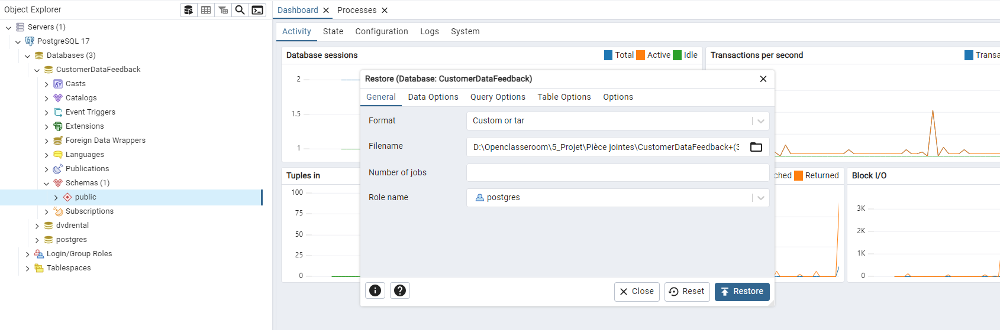 Object Explorer
Servers (1)
PostgreSQL 17
Databases (3)
CustomerDataFeedback
Casts
Catalogs
Event Triggers
Extensions
Foreign Data Wrappers
Languages
Publications
Schemas (1)
public
Subscriptions
dvdrental
postgres
Login/Group Roles
Tablespaces
Dashboard Processes
Activity State Configuration Logs System
Database sessions Total Active Idle
2
1.5
1
Transactions per second Transa
Tuples in
100
75
50
25
0
ched Returned
Block I/O
3K
2K
1K
0
Restore (Database: CustomerDataFeedback)
General Data Options Query Options Table Options Options
Format Custom or tar
Filename D:\Openclasseroom\5_Projet\Pièce jointes\CustomerDataFeedback+(3
Number of jobs
Role name postgres
Close Reset Restore